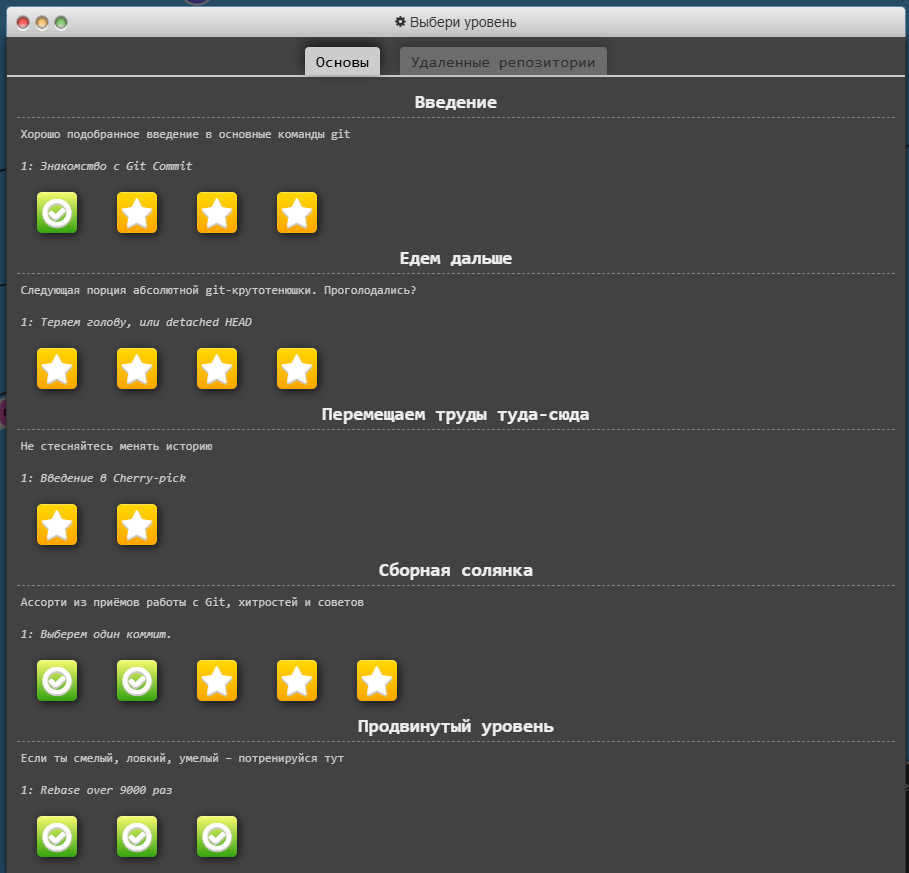 Выбери уровень
Основы
Удаленные репозитории
Введение
Хорошо подобранное введение в основные команды git
1: Знакомство с Git Commit
Едем дальше
Следующая порция абсолютной git-крутотенюшки. Проголодались?
1: Теряем голову, или detached HEAD
Перемещаем труды туда-сюда
Не стесняйтесь менять историю
1: Введение в Cherry-pick
Сборная солянка
Ассорти из приёмов работы с Git, хитростей и советов
1: Выберем один коммит.
Продвинутый уровень
Если ты смелый, ловкий, умелый – потренируйся тут
1: Rebase over 9000 раз